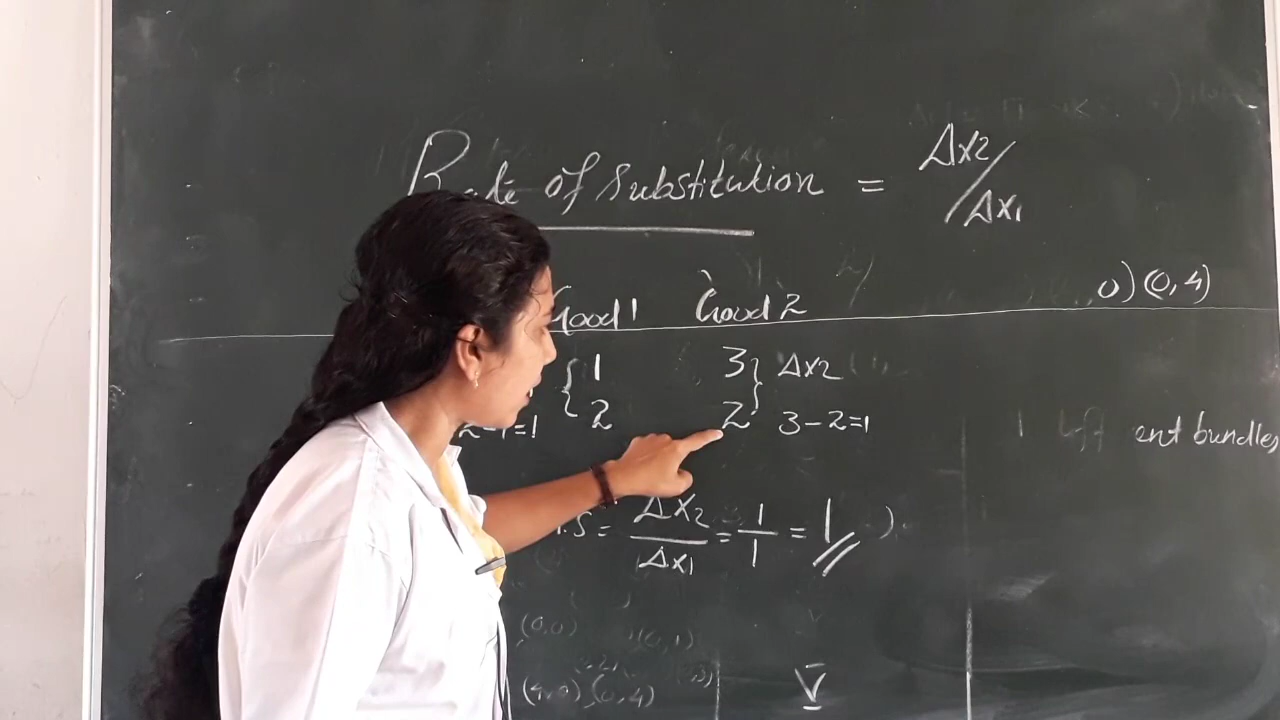 Rate of Substitution = Δx2/Δx1
0) (0, 4)
Good 1 Good 2
{ 1 3 } Δx2
2 2 3 - 2 = 1
2 - 1 = 1
ent bundles
.S = Δx2/Δx1 = 1/1 = 1
(0,0) (0,1)
(0,4)
V